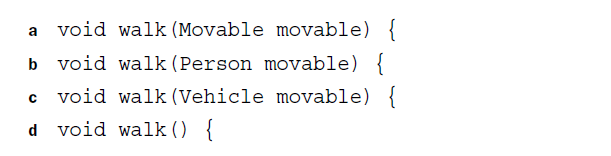 a void walk(Movable movable) {
b void walk(Person movable) {
c void walk(Vehicle movable) {
d void walk() {